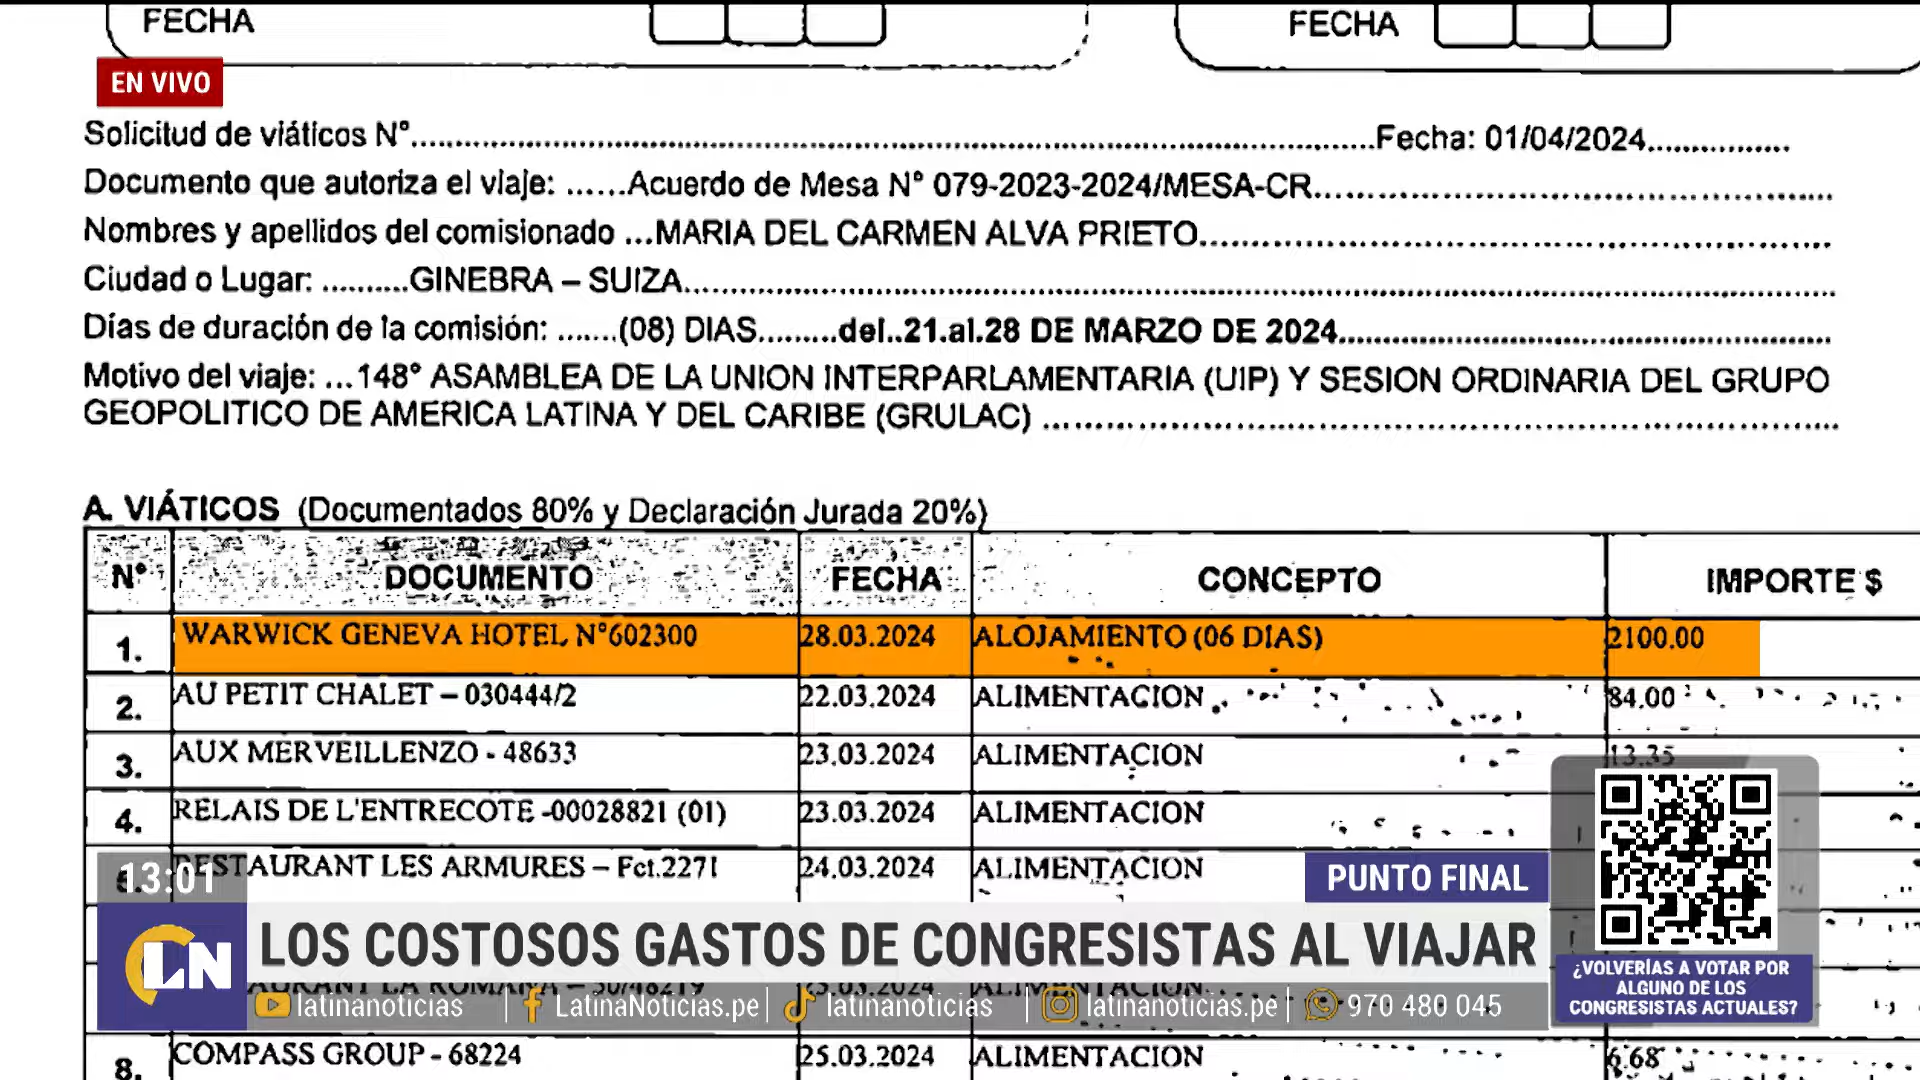 FECHA
FECHA
EN VIVO
Solicitud de viáticos N°.......................Fecha: 01/04/2024...............
Documento que autoriza el viaje: ......Acuerdo de Mesa N° 079-2023-2024/MESA-CR.......................
Nombres y apellidos del comisionado ...MARIA DEL CARMEN ALVA PRIETO.......................
Ciudad o Lugar: ..........GINEBRA – SUIZA.......................
Días de duración de la comisión: .......(08) DIAS.........del..21.al.28 DE MARZO DE 2024.......................
Motivo del viaje: ...148° ASAMBLEA DE LA UNION INTERPARLAMENTARIA (UIP) Y SESION ORDINARIA DEL GRUPO
GEOPOLITICO DE AMERICA LATINA Y DEL CARIBE (GRULAC) .......................
A. VIÁTICOS (Documentados 80% y Declaración Jurada 20%)
N° DOCUMENTO FECHA CONCEPTO IMPORTE $
1. WARWICK GENEVA HOTEL N°602300 28.03.2024 ALOJAMIENTO (06 DIAS) 2100.00
2. AU PETIT CHALET – 030444/2 22.03.2024 ALIMENTACION 84.00
3. AUX MERVEILLENZO - 48633 23.03.2024 ALIMENTACION 13.35
4. RELAIS DE L'ENTRECOTE -00028821 (01) 23.03.2024 ALIMENTACION
RESTAURANT LES ARMURES – Fct.2271 24.03.2024 ALIMENTACION
13:01
PUNTO FINAL
LN
LOS COSTOSOS GASTOS DE CONGRESISTAS AL VIAJAR
latinanoticias | LatinaNoticias.pe | latinanoticias | latinanoticias.pe | 970 480 045
¿VOLVERÍAS A VOTAR POR
ALGUNO DE LOS
CONGRESISTAS ACTUALES?
8. COMPASS GROUP - 68224 25.03.2024 ALIMENTACION 6.68